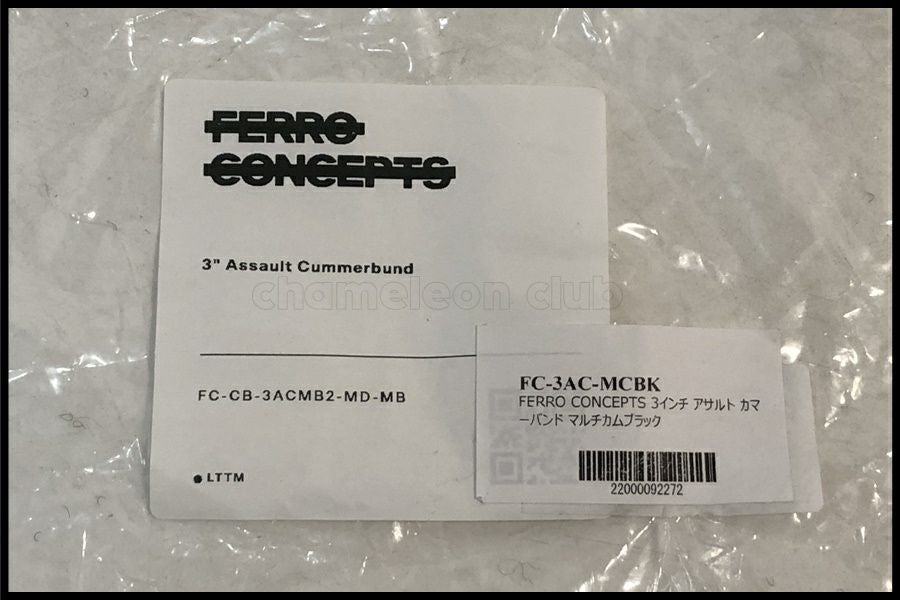 FERRO
CONCEPTS
3" Assault Cummerbund
chameleon club
FC-CB-3ACMB2-MD-MB
LTTM
FC-3AC-MCBK
FERRO CONCEPTS 3インチ アサルト カマ
ーバンド マルチカムブラック
22000092272